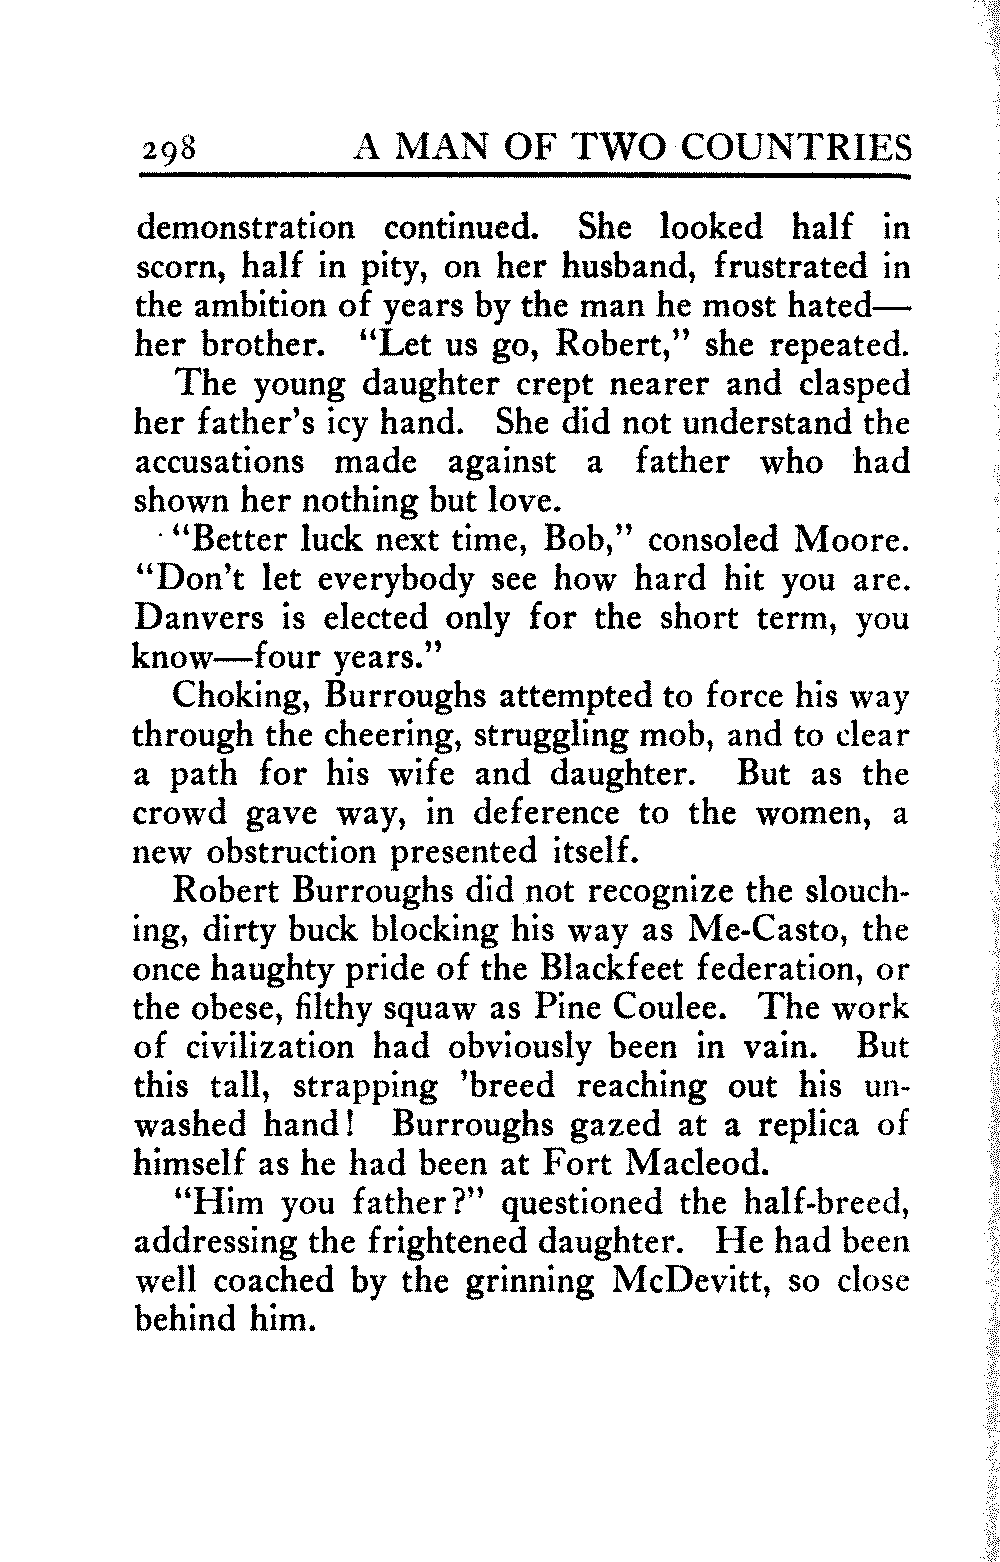 298 A MAN OF TWO COUNTRIES
demonstration continued. She looked half in
scorn, half in pity, on her husband, frustrated in
the ambition of years by the man he most hated—
her brother. “Let us go, Robert,” she repeated.
The young daughter crept nearer and clasped
her father’s icy hand. She did not understand the
accusations made against a father who had
shown her nothing but love.
“Better luck next time, Bob,” consoled Moore.
“Don’t let everybody see how hard hit you are.
Danvers is elected only for the short term, you
know—four years.”
Choking, Burroughs attempted to force his way
through the cheering, struggling mob, and to clear
a path for his wife and daughter. But as the
crowd gave way, in deference to the women, a
new obstruction presented itself.
Robert Burroughs did not recognize the slouch-
ing, dirty buck blocking his way as Me-Casto, the
once haughty pride of the Blackfeet federation, or
the obese, filthy squaw as Pine Coulee. The work
of civilization had obviously been in vain. But
this tall, strapping ’breed reaching out his un-
washed hand! Burroughs gazed at a replica of
himself as he had been at Fort Macleod.
“Him you father?” questioned the half-breed,
addressing the frightened daughter. He had been
well coached by the grinning McDevitt, so close
behind him.